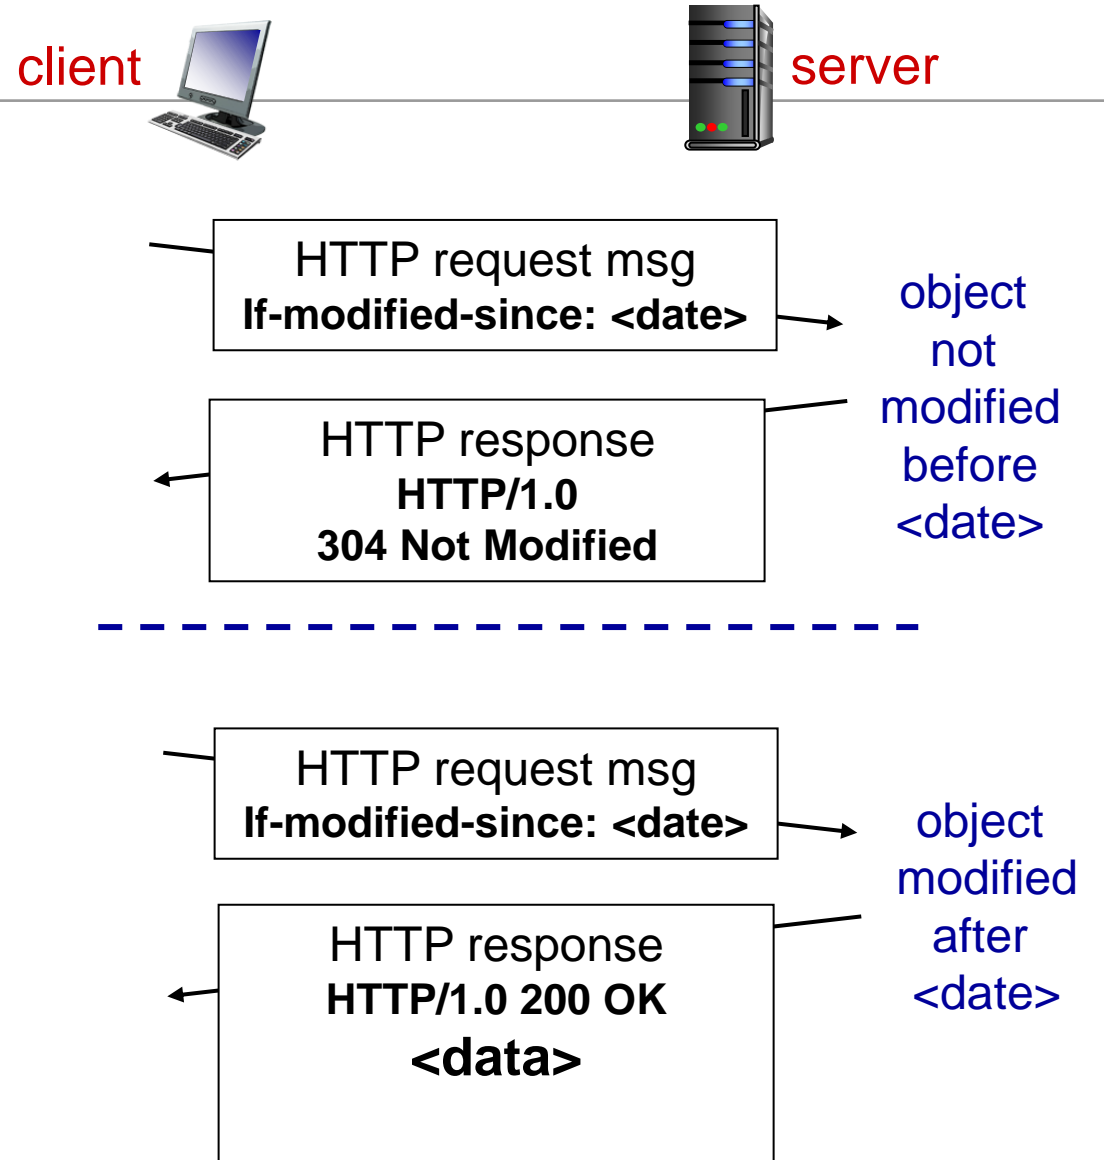 client
server
HTTP request msg
If-modified-since: <date>
object
not
modified
before
<date>
HTTP response
HTTP/1.0
304 Not Modified
HTTP request msg
If-modified-since: <date>
object
modified
after
<date>
HTTP response
HTTP/1.0 200 OK
<data>